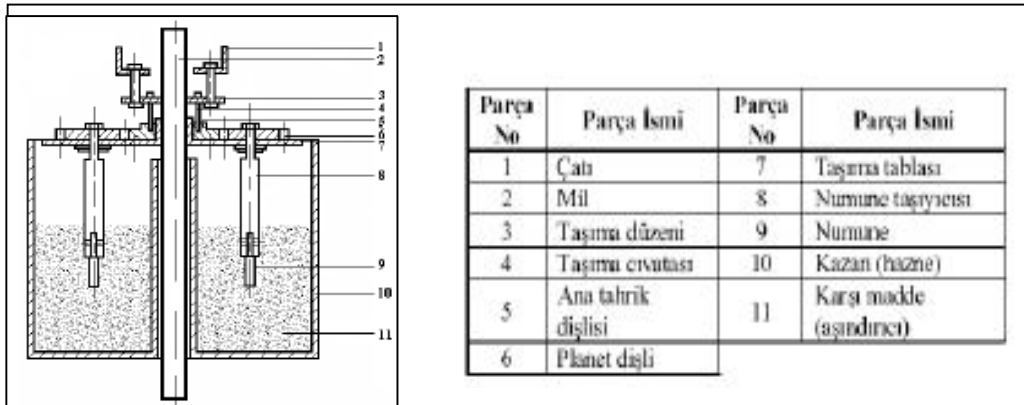 1
2
3
4
5
6
7
8
9
10
11
Parça No Parça İsmi Parça No Parça İsmi
1 Çatı 7 Taşıma tablası
2 Mil 8 Numune taşıyıcısı
3 Taşıma düzeni 9 Numune
4 Taşıma cıvatası 10 Kazan (hazne)
5 Ana tahrik dişlisi 11 Karşı madde (aşındırıcı)
6 Planet dişli